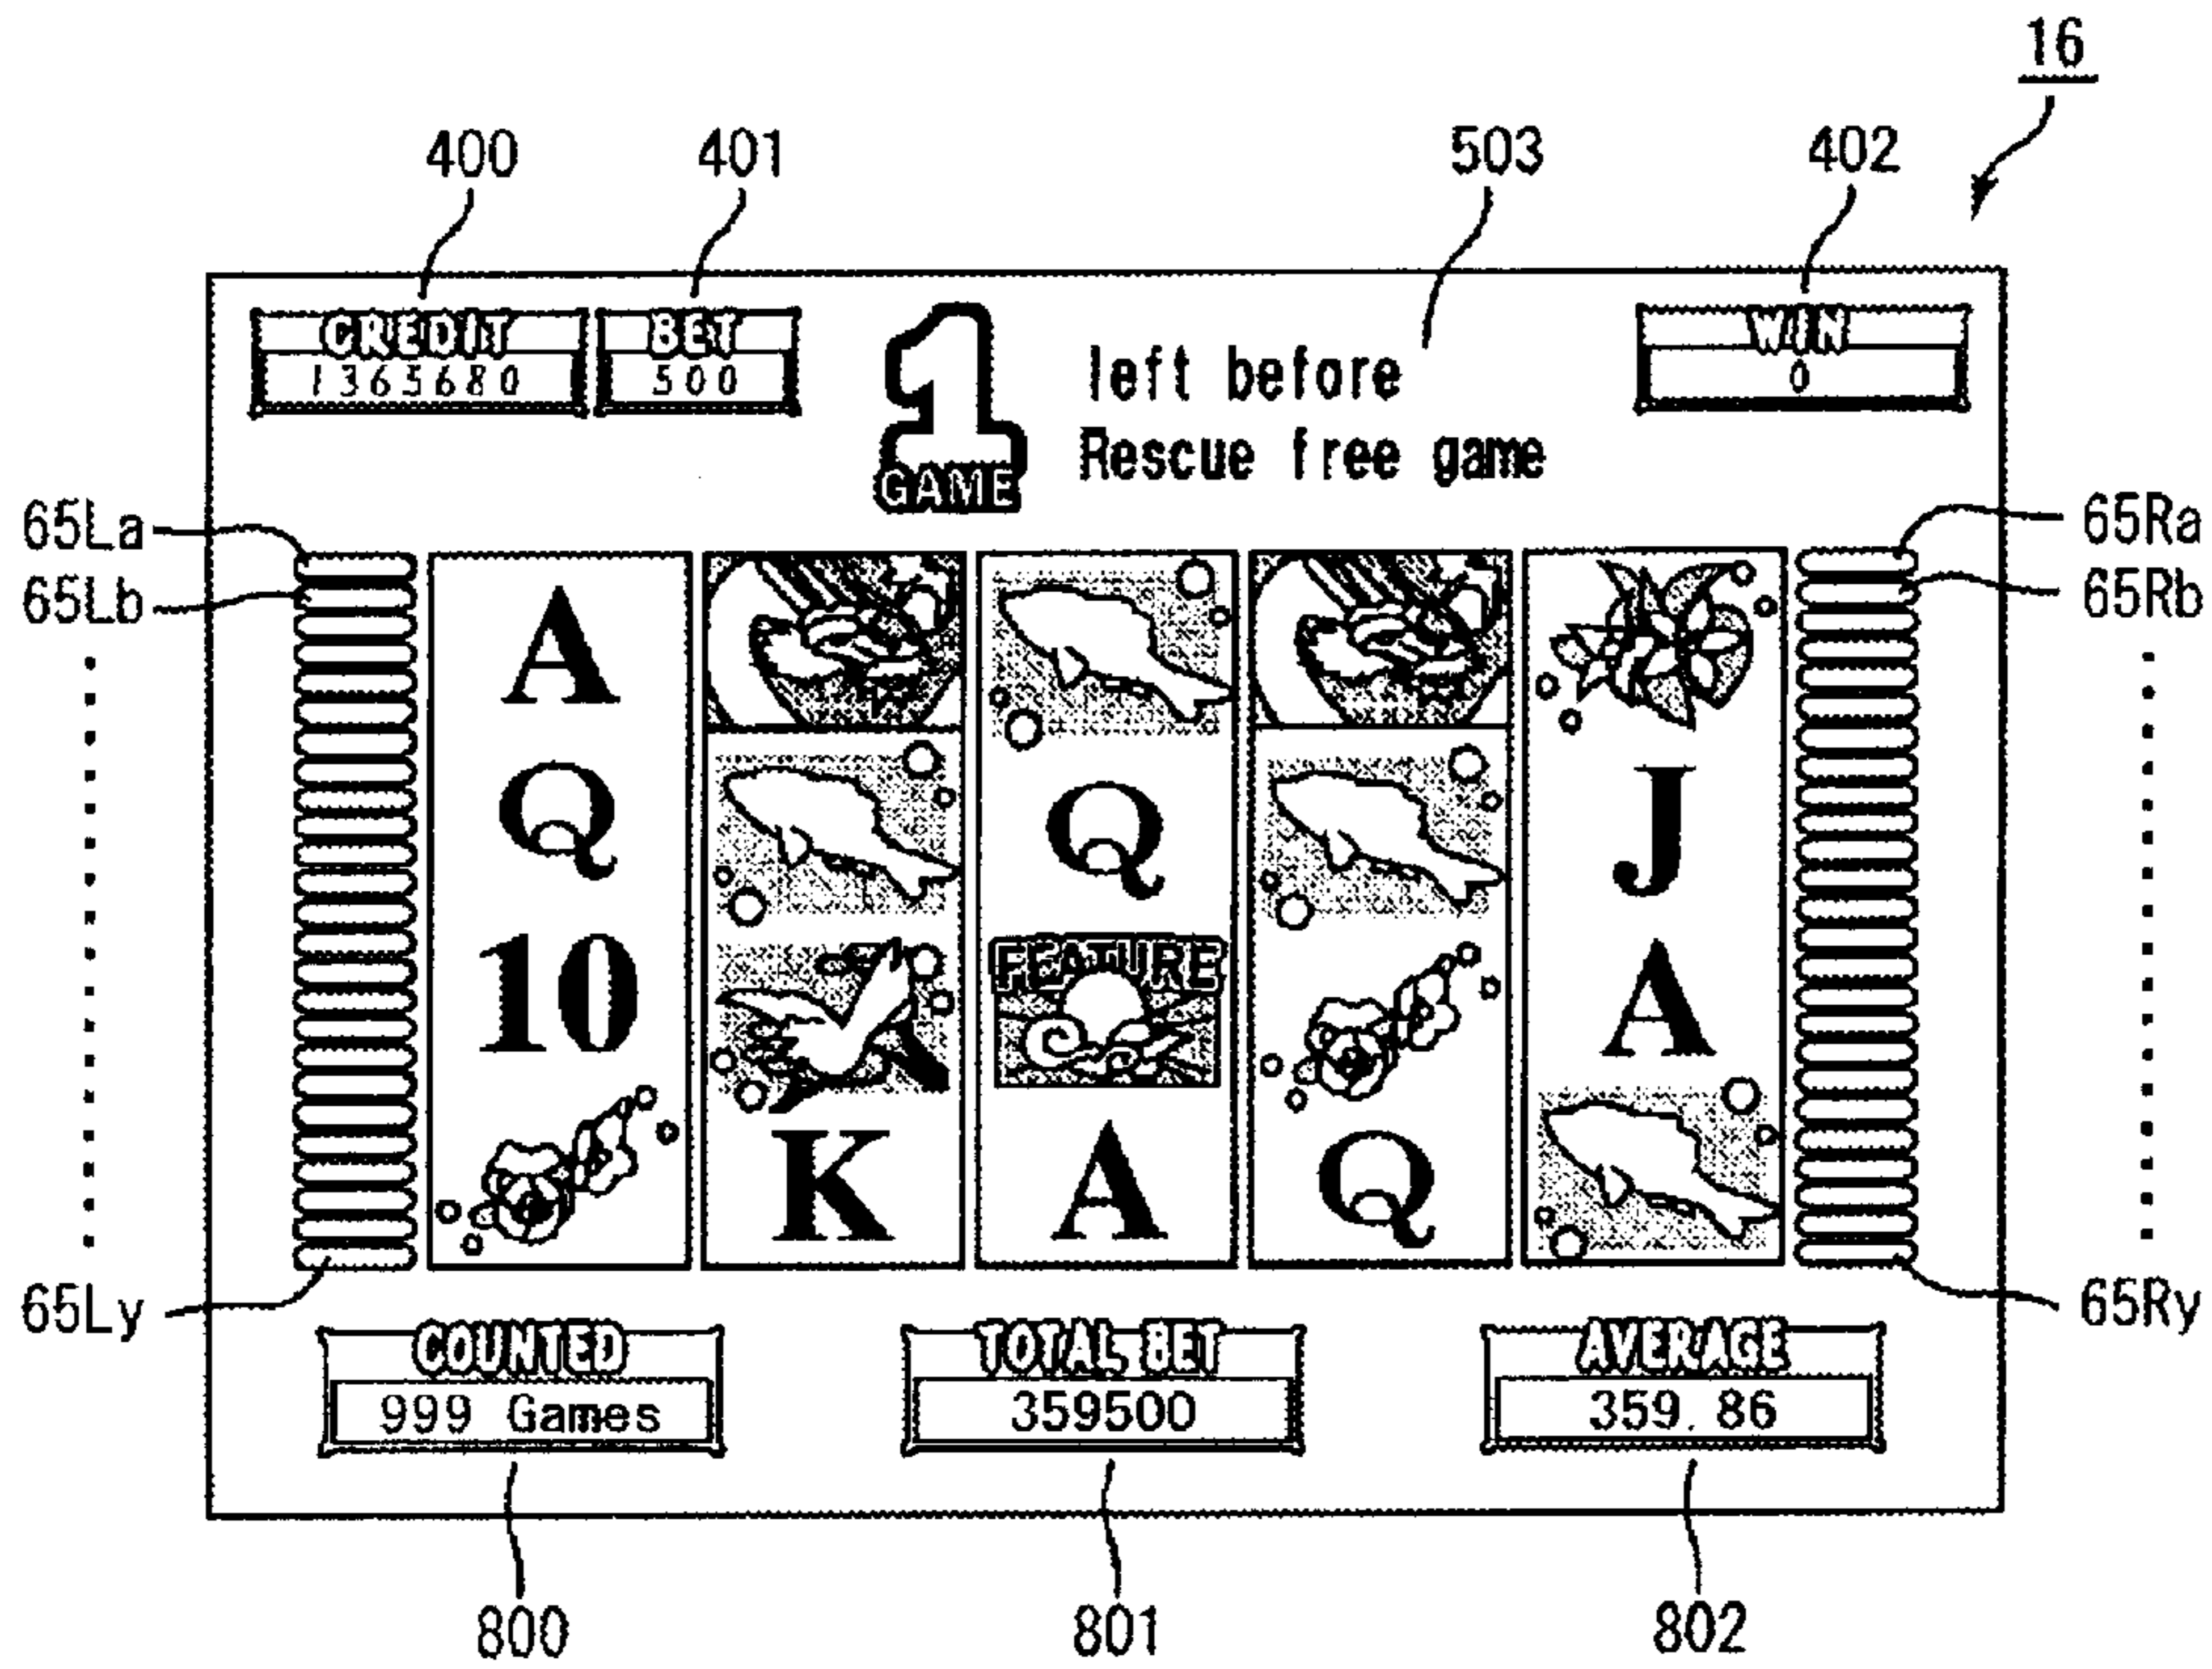 16
400 401 503 402
CREDIT BET WIN
1365680 500 0
1 GAME
left before
Rescue free game
65La 65Ra
65Lb 65Rb
A
Q Q J
10 FEATURE A
K A Q
65Ly 65Ry
COUNTED TOTAL BET AVERAGE
999 Games 359500 359.86
800 801 802